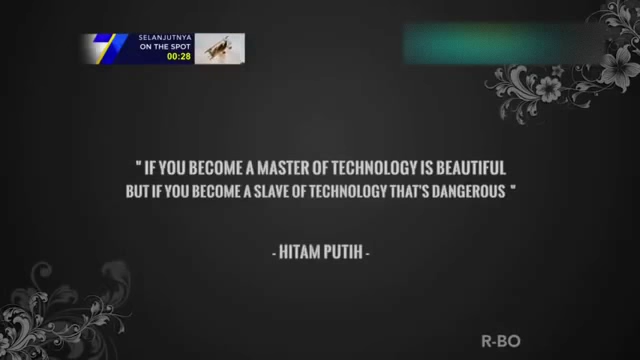 SELANJUTNYA
ON THE SPOT
00:28
" IF YOU BECOME A MASTER OF TECHNOLOGY IS BEAUTIFUL
BUT IF YOU BECOME A SLAVE OF TECHNOLOGY THAT'S DANGEROUS "
- HITAM PUTIH -
R-BO